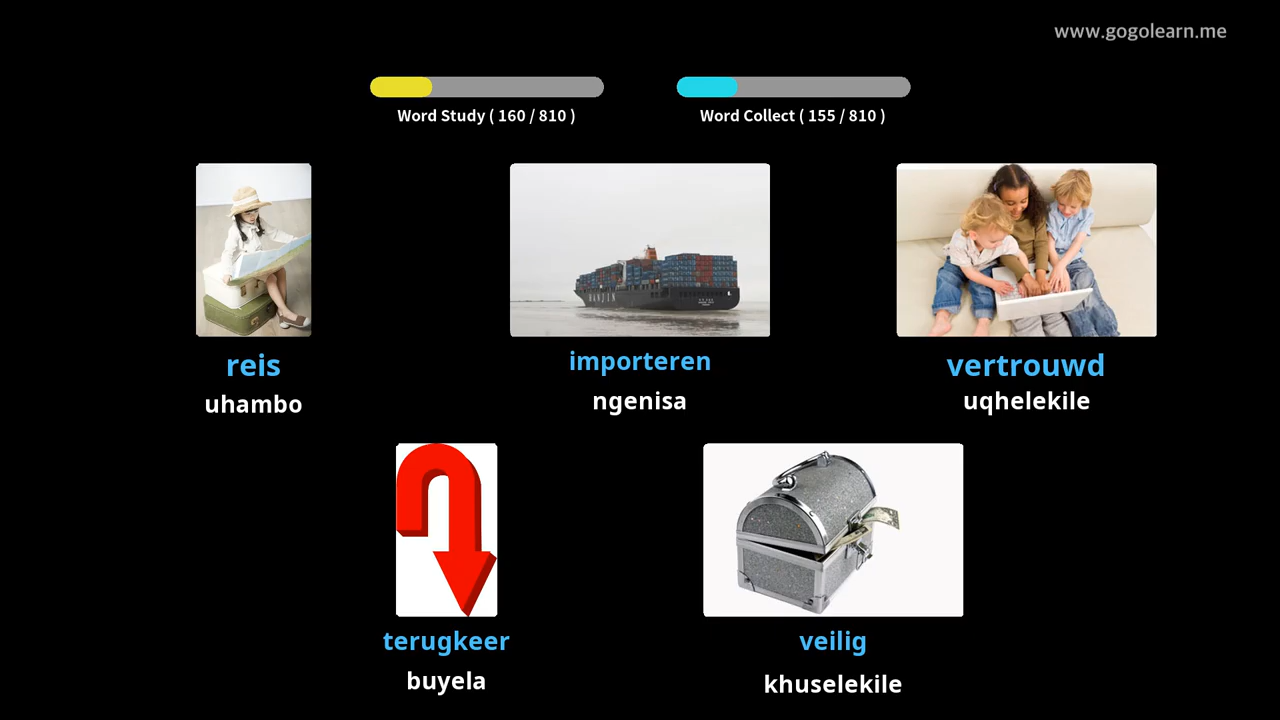 www.gogolearn.me
Word Study ( 160 / 810 )
Word Collect ( 155 / 810 )
reis
uhambo
importeren
ngenisa
vertrouwd
uqhelekile
terugkeer
buyela
veilig
khuselekile
HANJIN